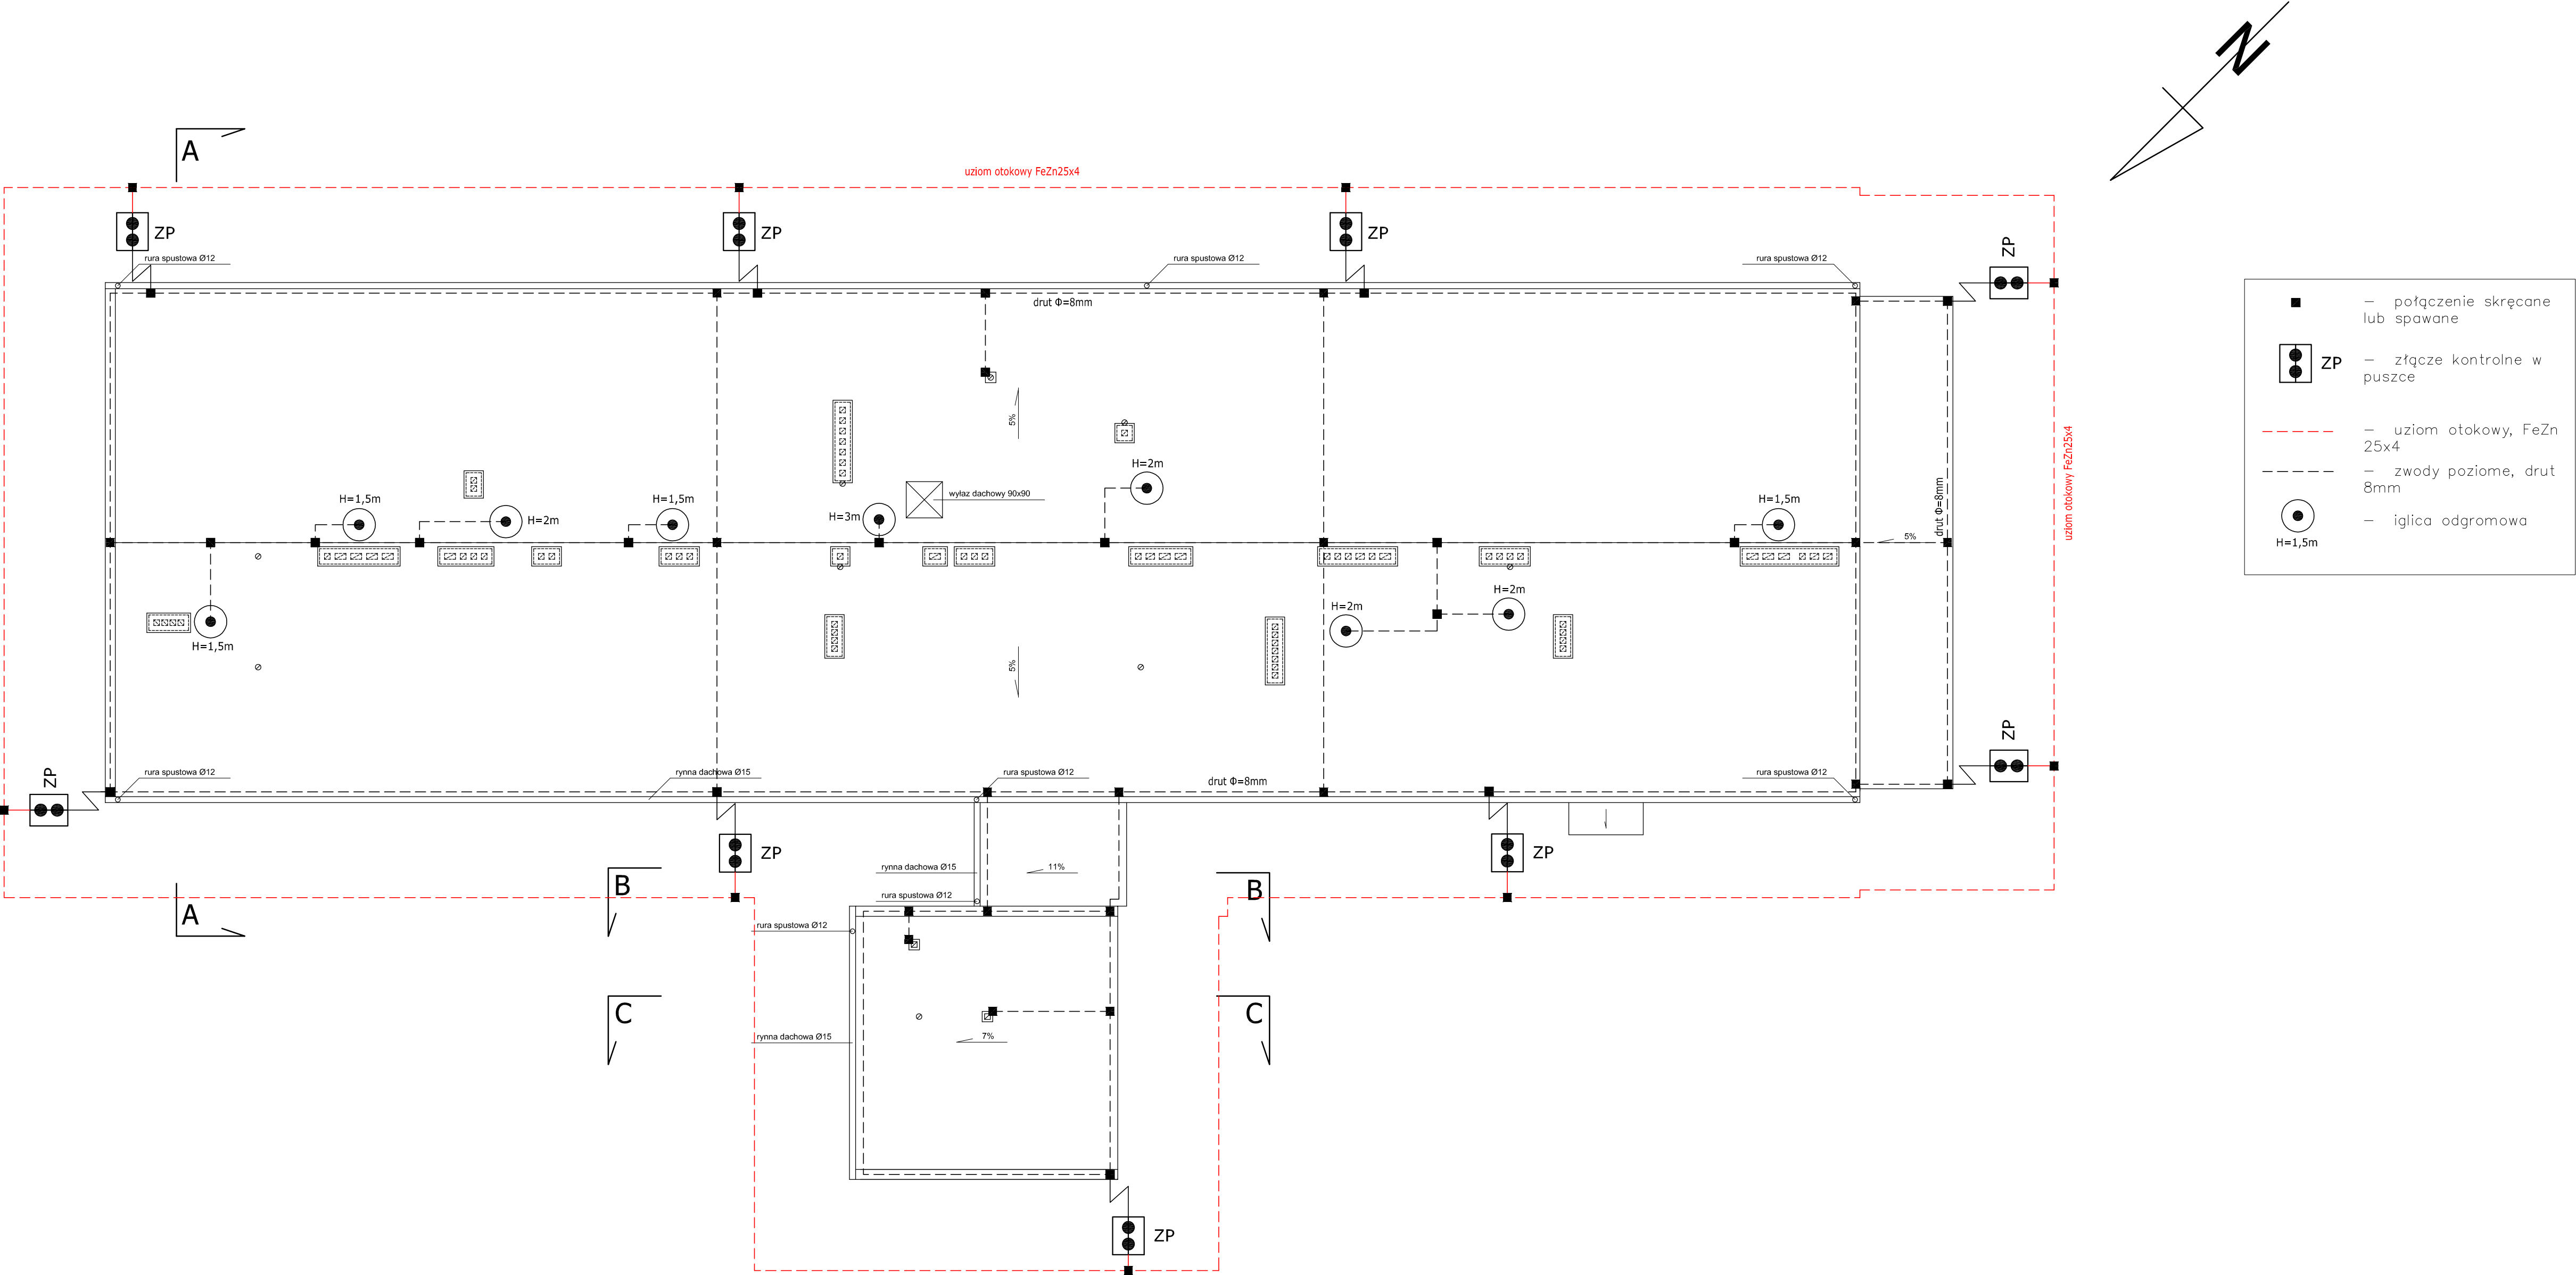 N
A
uziom otokowy FeZn25x4
ZP
ZP
ZP
ZP
rura spustowa Ø12
rura spustowa Ø12
rura spustowa Ø12
drut Φ=8mm
5%
H=2m
H=1,5m
H=2m
H=1,5m
H=3m
wyłaz dachowy 90x90
H=1,5m
drut Φ=8mm
5%
uziom otokowy FeZn25x4
H=1,5m
5%
H=2m
H=2m
ZP
rura spustowa Ø12
rynna dachowa Ø15
rura spustowa Ø12
drut Φ=8mm
rura spustowa Ø12
ZP
ZP
ZP
A
B
rynna dachowa Ø15
11%
rura spustowa Ø12
B
rura spustowa Ø12
C
C
rynna dachowa Ø15
7%
ZP
– połączenie skręcane
lub spawane
ZP – złącze kontrolne w
puszce
– uziom otokowy, FeZn
25x4
– zwody poziome, drut
8mm
– iglica odgromowa
H=1,5m